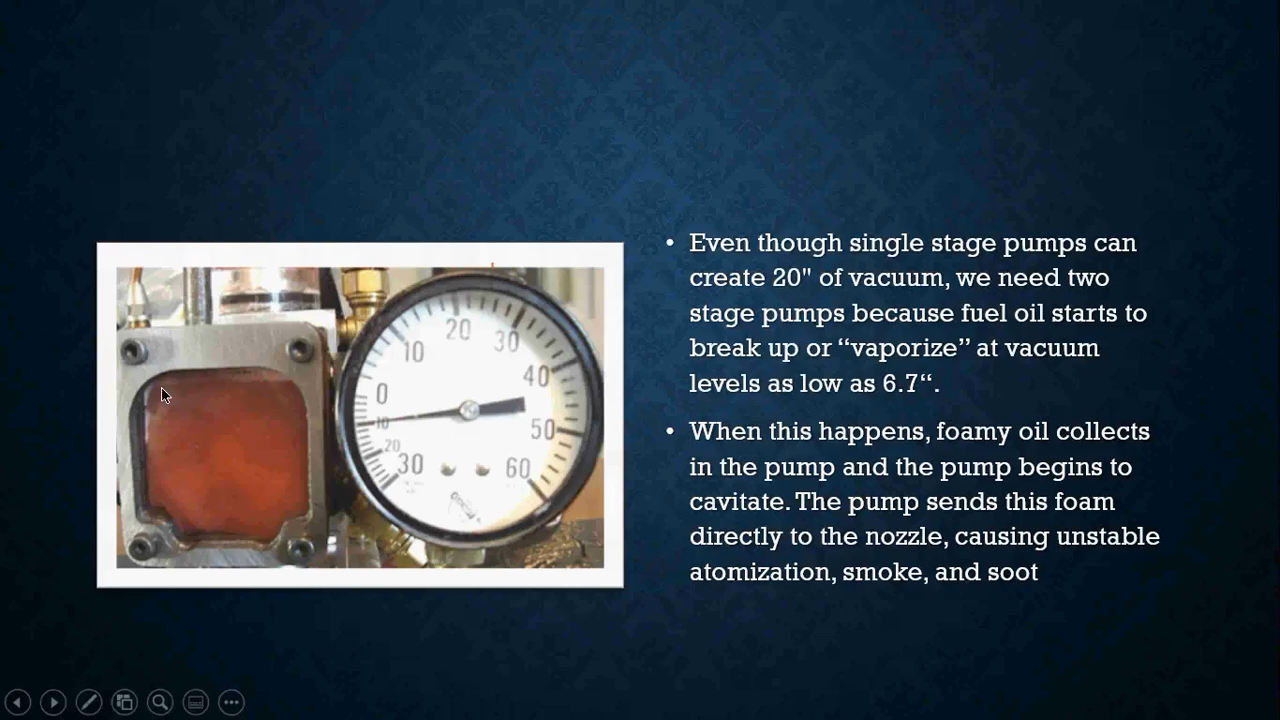 Even though single stage pumps can
create 20" of vacuum, we need two
stage pumps because fuel oil starts to
break up or “vaporize” at vacuum
levels as low as 6.7“.
When this happens, foamy oil collects
in the pump and the pump begins to
cavitate. The pump sends this foam
directly to the nozzle, causing unstable
atomization, smoke, and soot
20
10
30
0
40
10
50
20
30
60